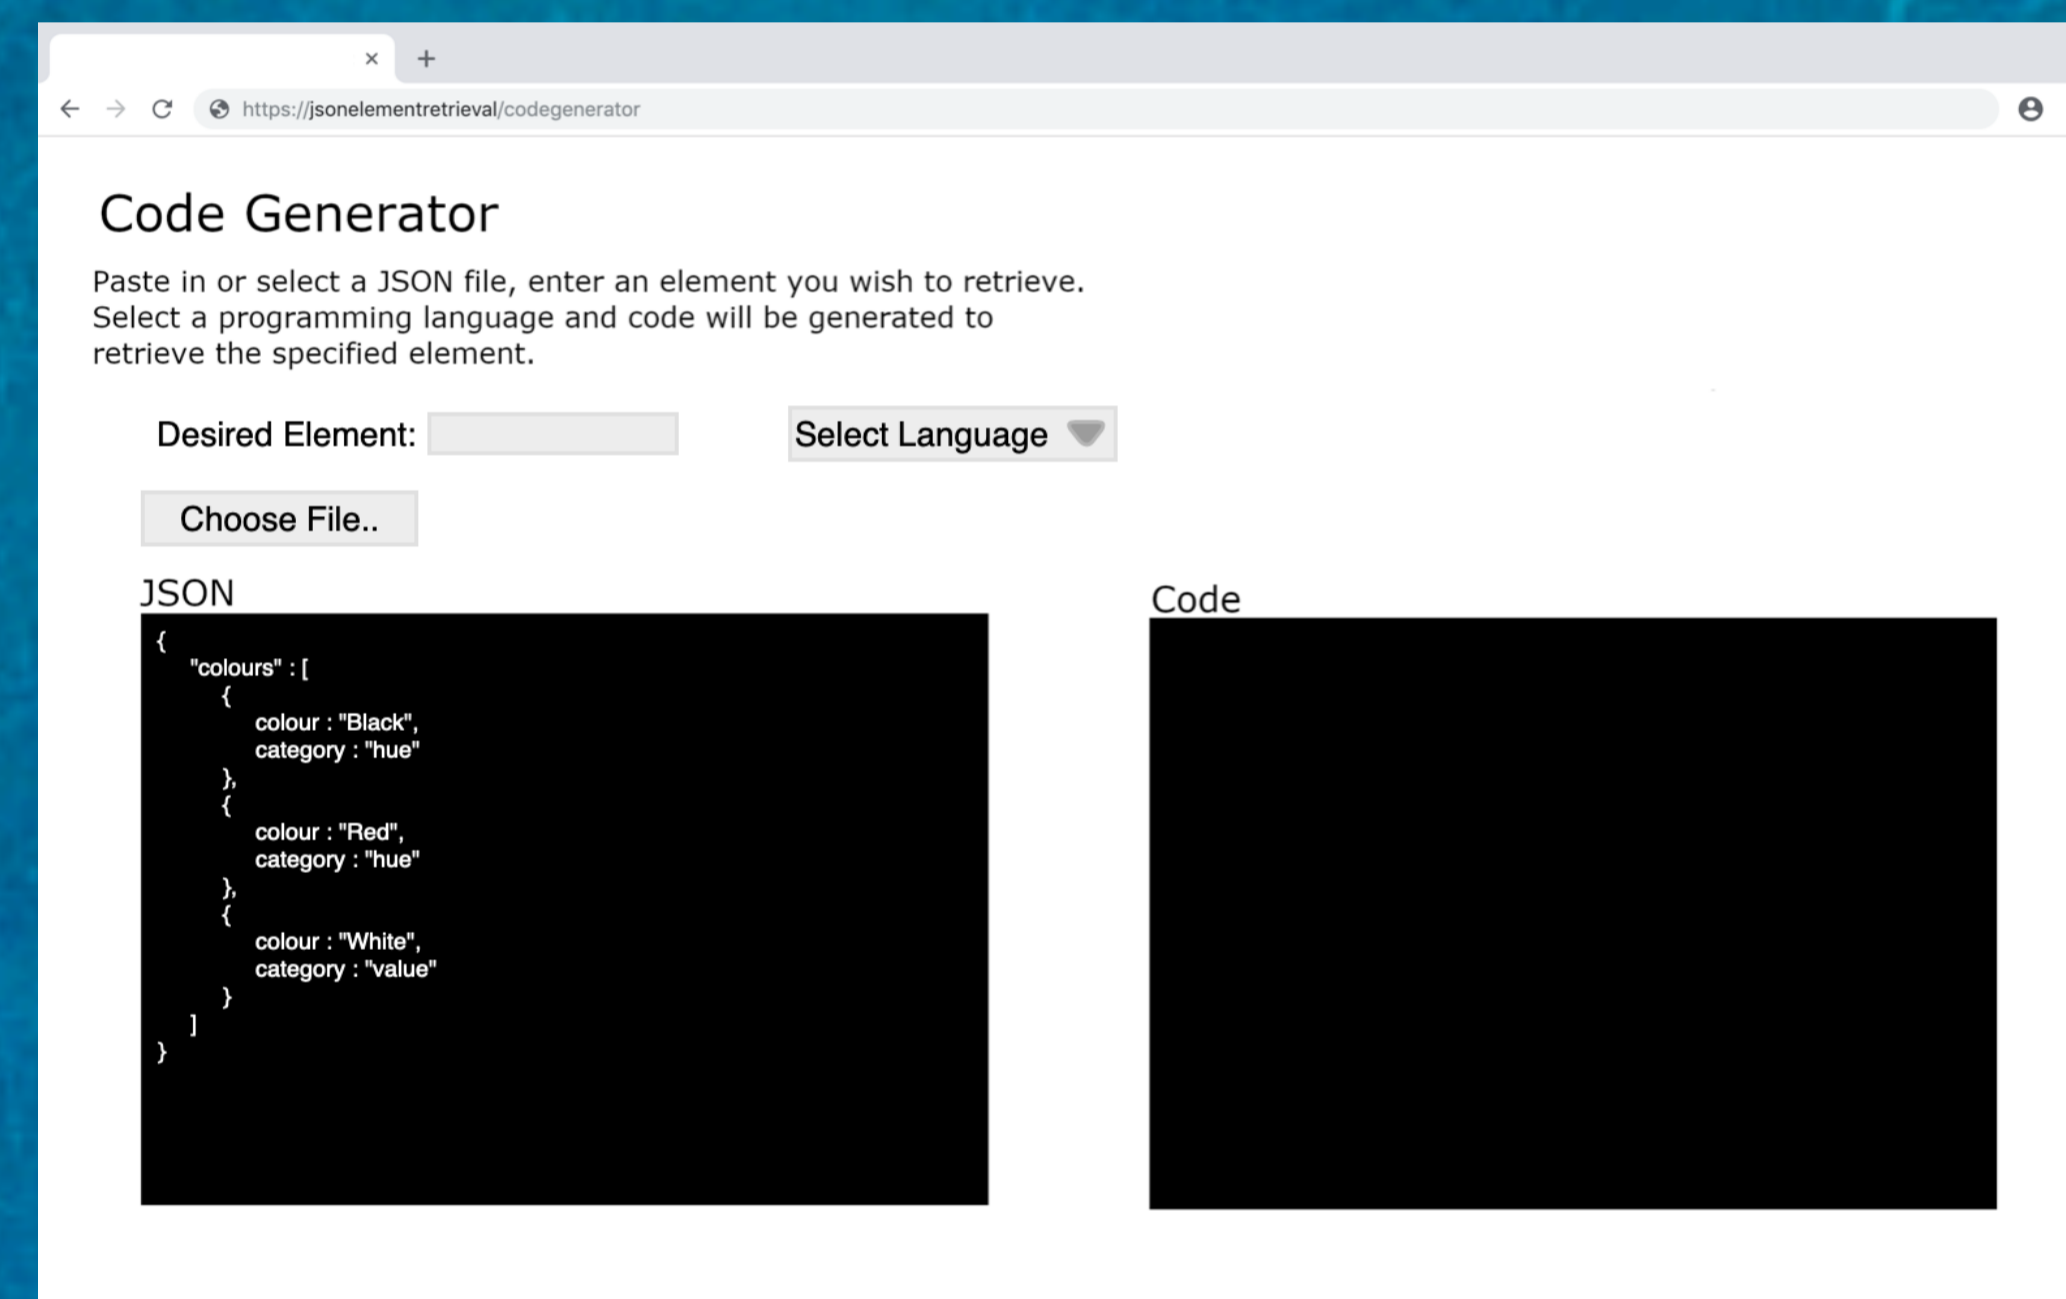 https://jsonelementretrieval/codegenerator
Code Generator
Paste in or select a JSON file, enter an element you wish to retrieve.
Select a programming language and code will be generated to
retrieve the specified element.
Desired Element:
Select Language
Choose File..
JSON
{
"colours" : [
{
colour : "Black",
category : "hue"
},
{
colour : "Red",
category : "hue"
},
{
colour : "White",
category : "value"
}
]
}
Code